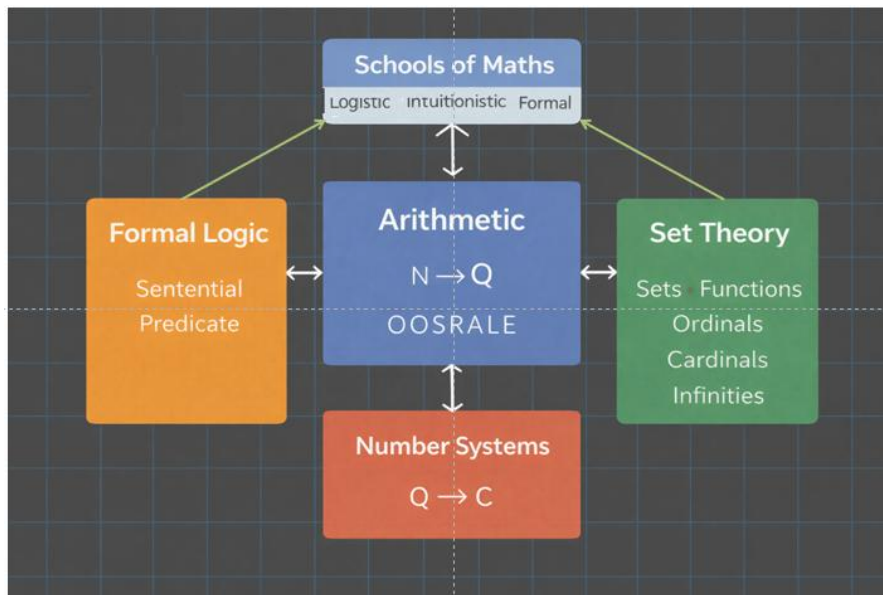 Schools of Maths
Logistic Intuitionistic Formal
Formal Logic
Sentential
Predicate
Arithmetic
N → Q
OOSRALE
Set Theory
Sets • Functions
Ordinals
Cardinals
Infinities
Number Systems
Q → C